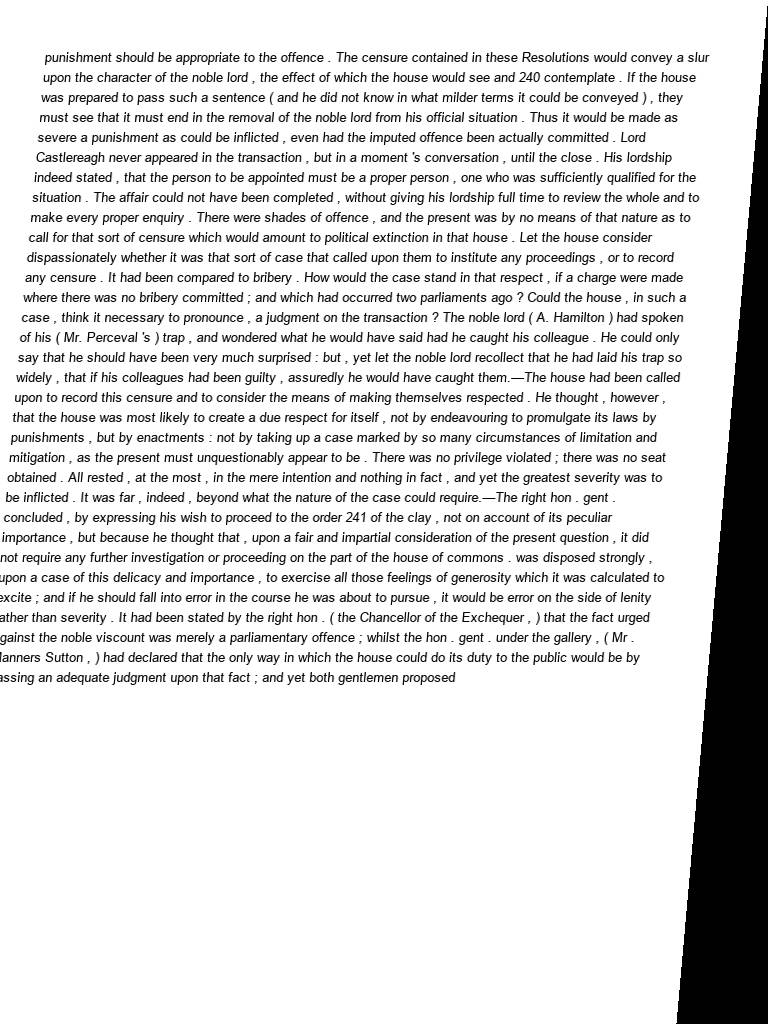 punishment should be appropriate to the offence . The censure contained in these Resolutions would convey a slur
upon the character of the noble lord , the effect of which the house would see and 240 contemplate . If the house
was prepared to pass such a sentence ( and he did not know in what milder terms it could be conveyed ) , they
must see that it must end in the removal of the noble lord from his official situation . Thus it would be made as
severe a punishment as could be inflicted , even had the imputed offence been actually committed . Lord
Castlereagh never appeared in the transaction , but in a moment 's conversation , until the close . His lordship
indeed stated , that the person to be appointed must be a proper person , one who was sufficiently qualified for the
situation . The affair could not have been completed , without giving his lordship full time to review the whole and to
make every proper enquiry . There were shades of offence , and the present was by no means of that nature as to
call for that sort of censure which would amount to political extinction in that house . Let the house consider
dispassionately whether it was that sort of case that called upon them to institute any proceedings , or to record
any censure . It had been compared to bribery . How would the case stand in that respect , if a charge were made
where there was no bribery committed ; and which had occurred two parliaments ago ? Could the house , in such a
case , think it necessary to pronounce , a judgment on the transaction ? The noble lord ( A. Hamilton ) had spoken
of his ( Mr. Perceval 's ) trap , and wondered what he would have said had he caught his colleague . He could only
say that he should have been very much surprised : but , yet let the noble lord recollect that he had laid his trap so
widely , that if his colleagues had been guilty , assuredly he would have caught them.—The house had been called
upon to record this censure and to consider the means of making themselves respected . He thought , however ,
that the house was most likely to create a due respect for itself , not by endeavouring to promulgate its laws by
punishments , but by enactments : not by taking up a case marked by so many circumstances of limitation and
mitigation , as the present must unquestionably appear to be . There was no privilege violated ; there was no seat
obtained . All rested , at the most , in the mere intention and nothing in fact , and yet the greatest severity was to
be inflicted . It was far , indeed , beyond what the nature of the case could require.—The right hon . gent .
concluded , by expressing his wish to proceed to the order 241 of the clay , not on account of its peculiar
importance , but because he thought that , upon a fair and impartial consideration of the present question , it did
not require any further investigation or proceeding on the part of the house of commons . was disposed strongly ,
upon a case of this delicacy and importance , to exercise all those feelings of generosity which it was calculated to
excite ; and if he should fall into error in the course he was about to pursue , it would be error on the side of lenity
ather than severity . It had been stated by the right hon . ( the Chancellor of the Exchequer , ) that the fact urged
gainst the noble viscount was merely a parliamentary offence ; whilst the hon . gent . under the gallery , ( Mr .
anners Sutton , ) had declared that the only way in which the house could do its duty to the public would be by
assing an adequate judgment upon that fact ; and yet both gentlemen proposed